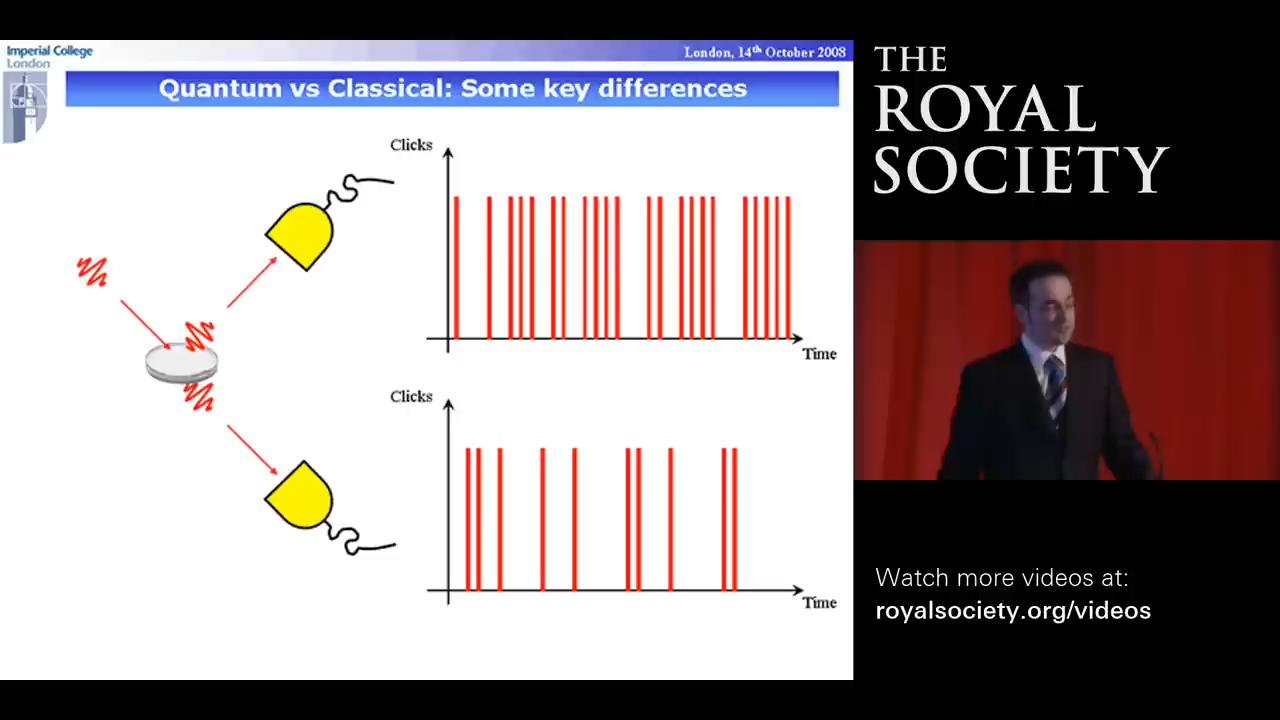 Imperial College
London
London, 14th October 2008
Quantum vs Classical: Some key differences
Clicks
Time
Clicks
Time
THE
ROYAL
SOCIETY
Watch more videos at:
royalsociety.org/videos